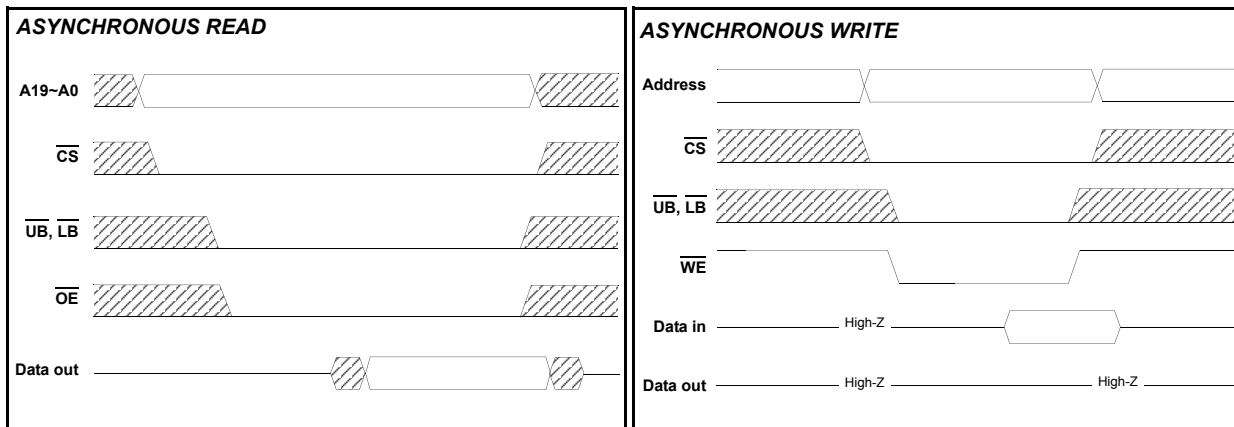 ASYNCHRONOUS READ
A19~A0
CS
UB, LB
OE
Data out
ASYNCHRONOUS WRITE
Address
CS
UB, LB
WE
Data in
High-Z
Data out
High-Z
High-Z